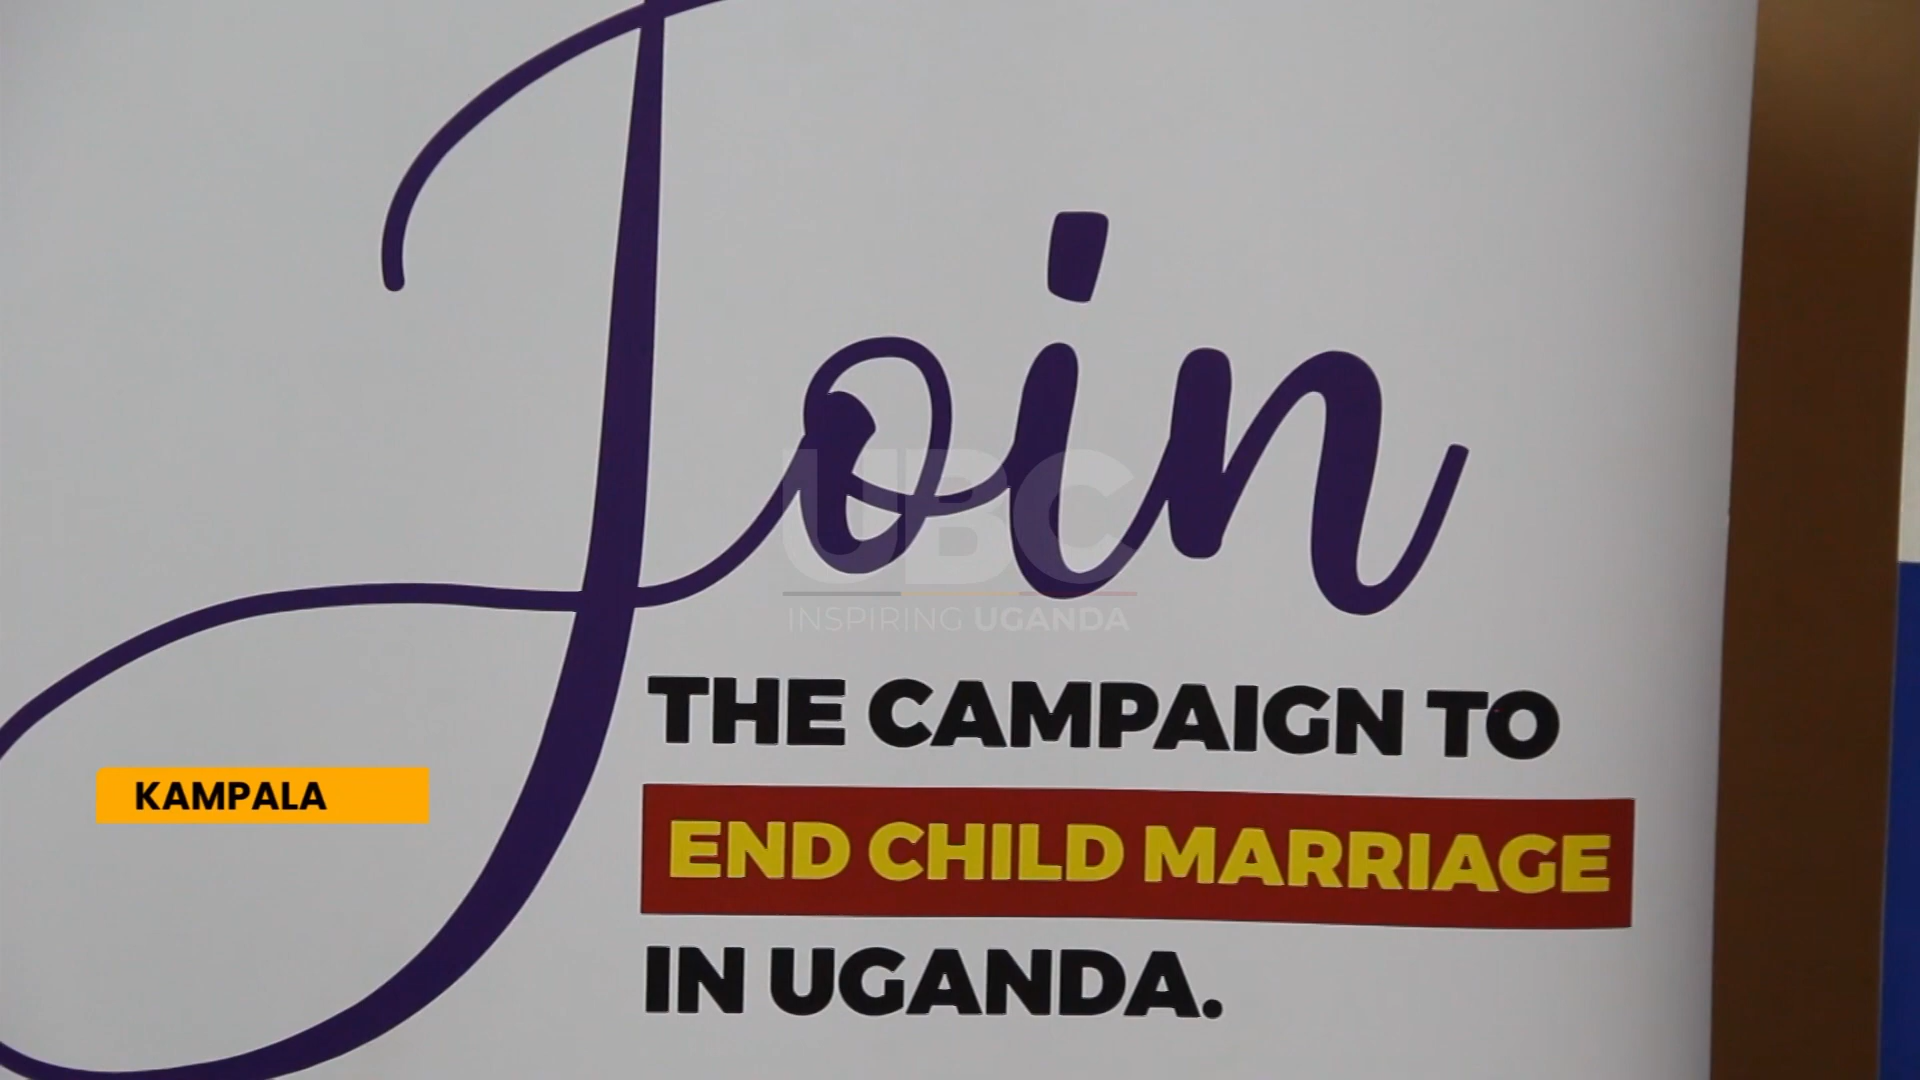 Join
UBC
INSPIRING UGANDA
THE CAMPAIGN TO
KAMPALA
END CHILD MARRIAGE
IN UGANDA.